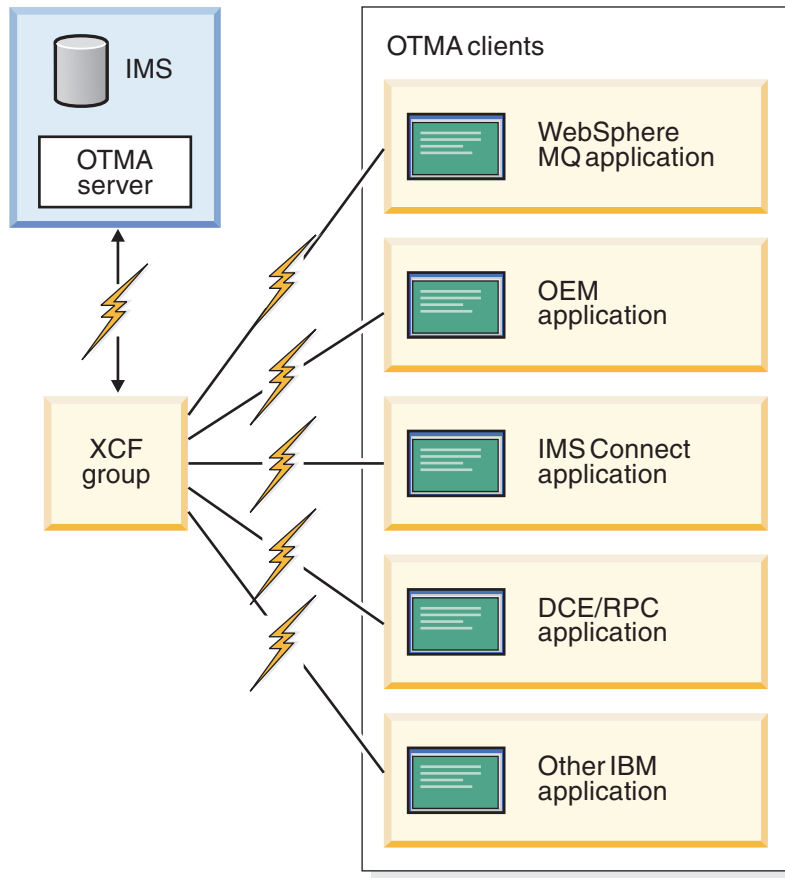 IMS
OTMA
server
XCF
group
OTMA clients
WebSphere
MQ application
OEM
application
IMS Connect
application
DCE/RPC
application
Other IBM
application